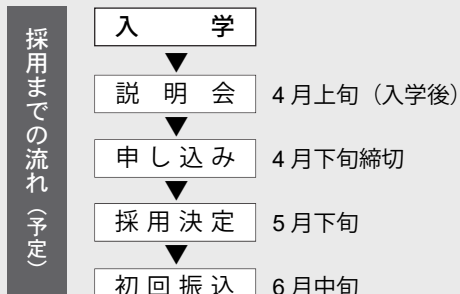 採用までの流れ（予定）
入学
▼
説明会 4月上旬（入学後）
▼
申し込み 4月下旬締切
▼
採用決定 5月下旬
▼
初回振込 6月中旬